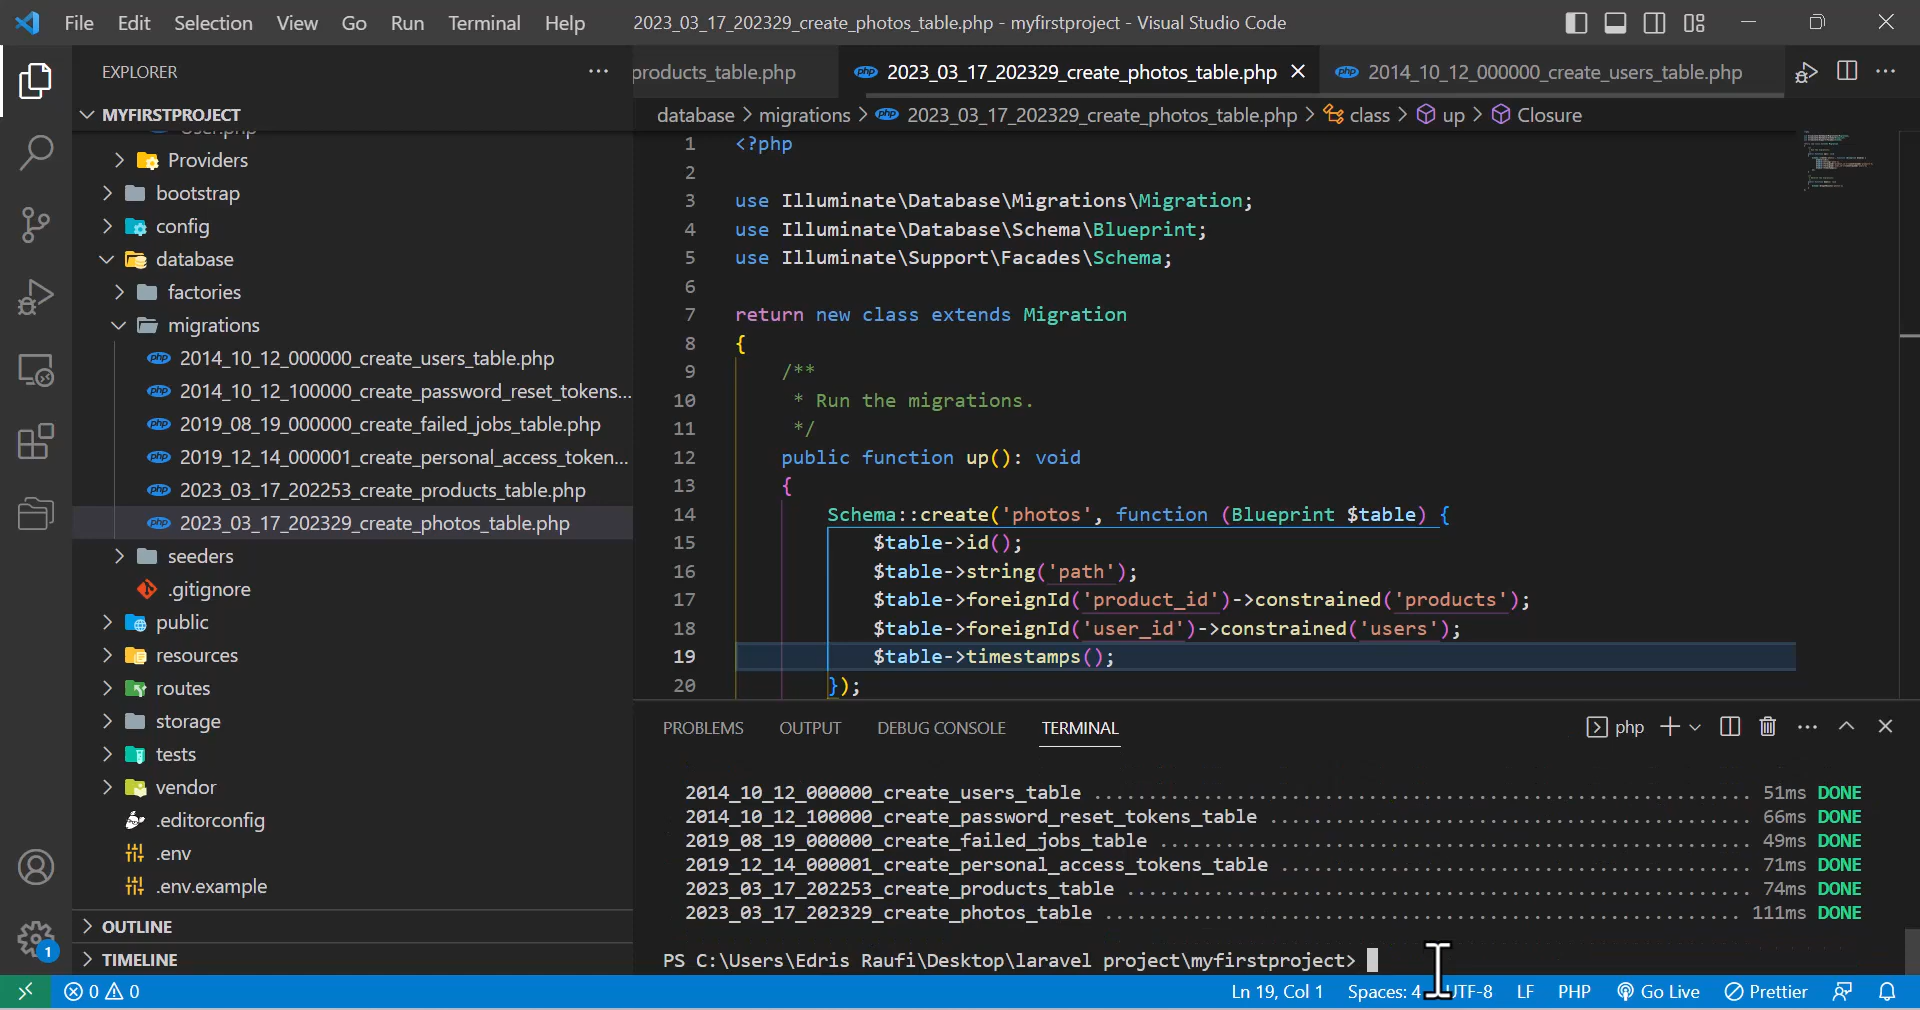 File Edit Selection View Go Run Terminal Help 2023_03_17_202329_create_photos_table.php - myfirstproject - Visual Studio Code
EXPLORER
products_table.php 2023_03_17_202329_create_photos_table.php 2014_10_12_000000_create_users_table.php
MYFIRSTPROJECT
database > migrations > 2023_03_17_202329_create_photos_table.php > class > up > Closure
User.php
Providers
bootstrap
config
database
factories
migrations
2014_10_12_000000_create_users_table.php
2014_10_12_100000_create_password_reset_tokens...
2019_08_19_000000_create_failed_jobs_table.php
2019_12_14_000001_create_personal_access_token...
2023_03_17_202253_create_products_table.php
2023_03_17_202329_create_photos_table.php
seeders
.gitignore
public
resources
routes
storage
tests
vendor
.editorconfig
.env
.env.example
OUTLINE
TIMELINE
1 <?php
2
3 use Illuminate\Database\Migrations\Migration;
4 use Illuminate\Database\Schema\Blueprint;
5 use Illuminate\Support\Facades\Schema;
6
7 return new class extends Migration
8 {
9 /**
10 * Run the migrations.
11 */
12 public function up(): void
13 {
14 Schema::create('photos', function (Blueprint $table) {
15 $table->id();
16 $table->string('path');
17 $table->foreignId('product_id')->constrained('products');
18 $table->foreignId('user_id')->constrained('users');
19 $table->timestamps();
20 });
PROBLEMS OUTPUT DEBUG CONSOLE TERMINAL php
2014_10_12_000000_create_users_table ........ 51ms DONE
2014_10_12_100000_create_password_reset_tokens_table ........ 66ms DONE
2019_08_19_000000_create_failed_jobs_table ........ 49ms DONE
2019_12_14_000001_create_personal_access_tokens_table ........ 71ms DONE
2023_03_17_202253_create_products_table ........ 74ms DONE
2023_03_17_202329_create_photos_table ........ 111ms DONE
PS C:\Users\Edris Raufi\Desktop\laravel project\myfirstproject>
1
0 0 Ln 19, Col 1 Spaces: 4 UTF-8 LF PHP Go Live Prettier